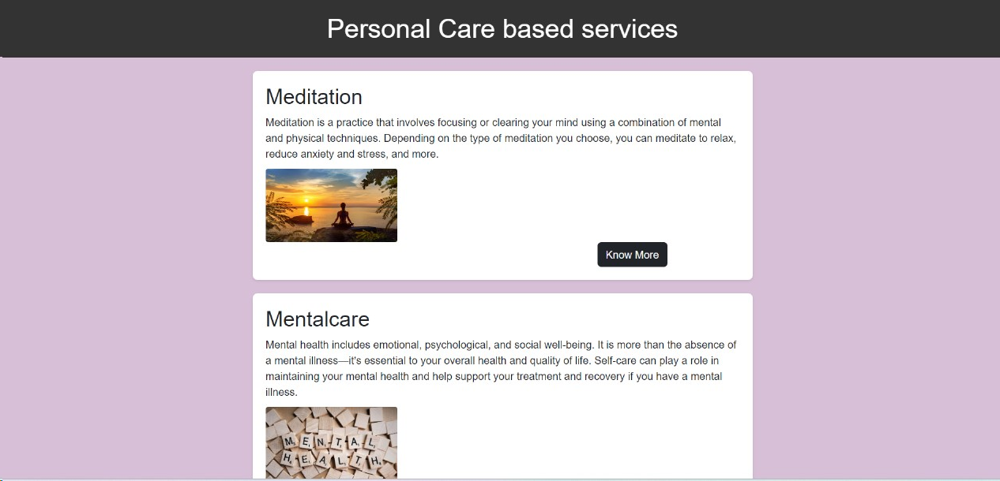 Personal Care based services
Meditation
Meditation is a practice that involves focusing or clearing your mind using a combination of mental
and physical techniques. Depending on the type of meditation you choose, you can meditate to relax,
reduce anxiety and stress, and more.
Know More
Mentalcare
Mental health includes emotional, psychological, and social well-being. It is more than the absence of
a mental illness—it's essential to your overall health and quality of life. Self-care can play a role in
maintaining your mental health and help support your treatment and recovery if you have a mental
illness.
MENTAL
HEALTH